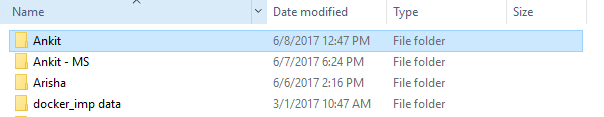 Name Date modified Type Size
Ankit 6/8/2017 12:47 PM File folder
Ankit - MS 6/7/2017 6:24 PM File folder
Arisha 6/6/2017 2:16 PM File folder
docker_imp data 3/1/2017 10:47 AM File folder